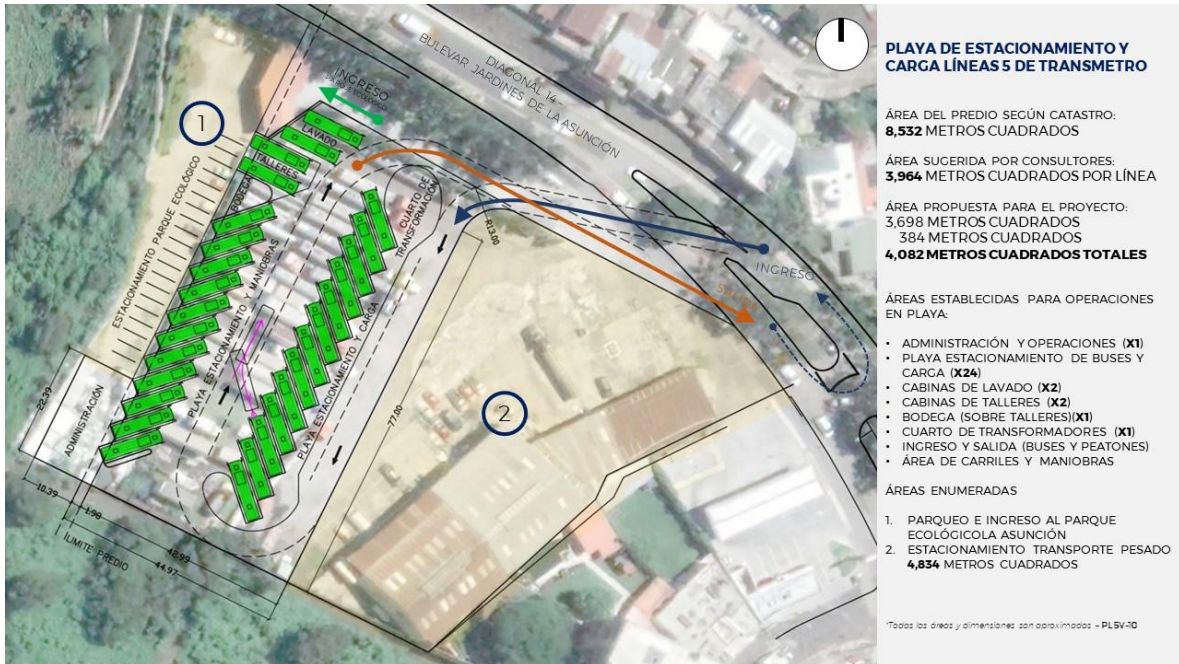 PLAYA DE ESTACIONAMIENTO Y
CARGA LÍNEAS 5 DE TRANSMETRO
ÁREA DEL PREDIO SEGÚN CATASTRO:
8,532 METROS CUADRADOS
ÁREA SUGERIDA POR CONSULTORES:
3,964 METROS CUADRADOS POR LÍNEA
ÁREA PROPUESTA PARA EL PROYECTO:
3,698 METROS CUADRADOS
384 METROS CUADRADOS
4,082 METROS CUADRADOS TOTALES
ÁREAS ESTABLECIDAS PARA OPERACIONES
EN PLAYA:
• ADMINISTRACIÓN Y OPERACIONES (X1)
• PLAYA ESTACIONAMIENTO DE BUSES Y
CARGA (X24)
• CABINAS DE LAVADO (X2)
• CABINAS DE TALLERES (X2)
• BODEGA (SOBRE TALLERES)(X1)
• CUARTO DE TRANSFORMADORES (X1)
• INGRESO Y SALIDA (BUSES Y PEATONES)
• ÁREA DE CARRILES Y MANIOBRAS
ÁREAS ENUMERADAS
1. PARQUEO E INGRESO AL PARQUE
ECOLÓGICOLA ASUNCIÓN
2. ESTACIONAMIENTO TRANSPORTE PESADO
4,834 METROS CUADRADOS
*Todas las áreas y dimensiones son aproximadas - PL5V-10
DIAGONAL 14 -
BULEVAR JARDINES DE LA ASUNCIÓN
INGRESO
1
LAVADO
TALLERES
BODEGA
CUARTO DE
TRANSFORMACIÓN
R13.00
INGRESO
ESTACIONAMIENTO PARQUE ECOLÓGICO
PLAYA ESTACIONAMIENTO Y MANIOBRAS
PLAYA ESTACIONAMIENTO Y CARGA
77.00
2
22.39
ADMINISTRACIÓN
10.39
1.98
42.99
44.97
LIMITE PREDIO